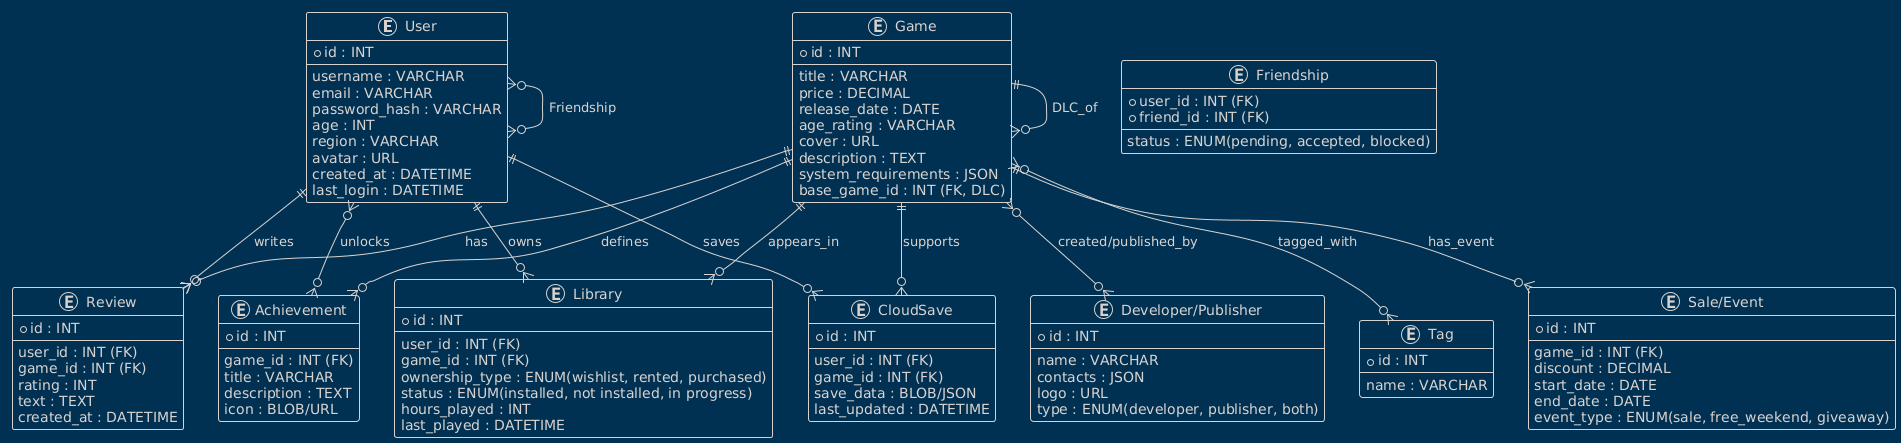 E User
id : INT
username : VARCHAR
email : VARCHAR
password_hash : VARCHAR
age : INT
region : VARCHAR
avatar : URL
created_at : DATETIME
last_login : DATETIME
Friendship
E Game
id : INT
title : VARCHAR
price : DECIMAL
release_date : DATE
age_rating : VARCHAR
cover : URL
description : TEXT
system_requirements : JSON
base_game_id : INT (FK, DLC)
DLC_of
E Friendship
user_id : INT (FK)
friend_id : INT (FK)
status : ENUM(pending, accepted, blocked)
writes
unlocks
has
owns
defines
saves
appears_in
supports
created/published_by
tagged_with
has_event
E Review
id : INT
user_id : INT (FK)
game_id : INT (FK)
rating : INT
text : TEXT
created_at : DATETIME
E Achievement
id : INT
game_id : INT (FK)
title : VARCHAR
description : TEXT
icon : BLOB/URL
E Library
id : INT
user_id : INT (FK)
game_id : INT (FK)
ownership_type : ENUM(wishlist, rented, purchased)
status : ENUM(installed, not installed, in progress)
hours_played : INT
last_played : DATETIME
E CloudSave
id : INT
user_id : INT (FK)
game_id : INT (FK)
save_data : BLOB/JSON
last_updated : DATETIME
E Developer/Publisher
id : INT
name : VARCHAR
contacts : JSON
logo : URL
type : ENUM(developer, publisher, both)
E Tag
id : INT
name : VARCHAR
E Sale/Event
id : INT
game_id : INT (FK)
discount : DECIMAL
start_date : DATE
end_date : DATE
event_type : ENUM(sale, free_weekend, giveaway)